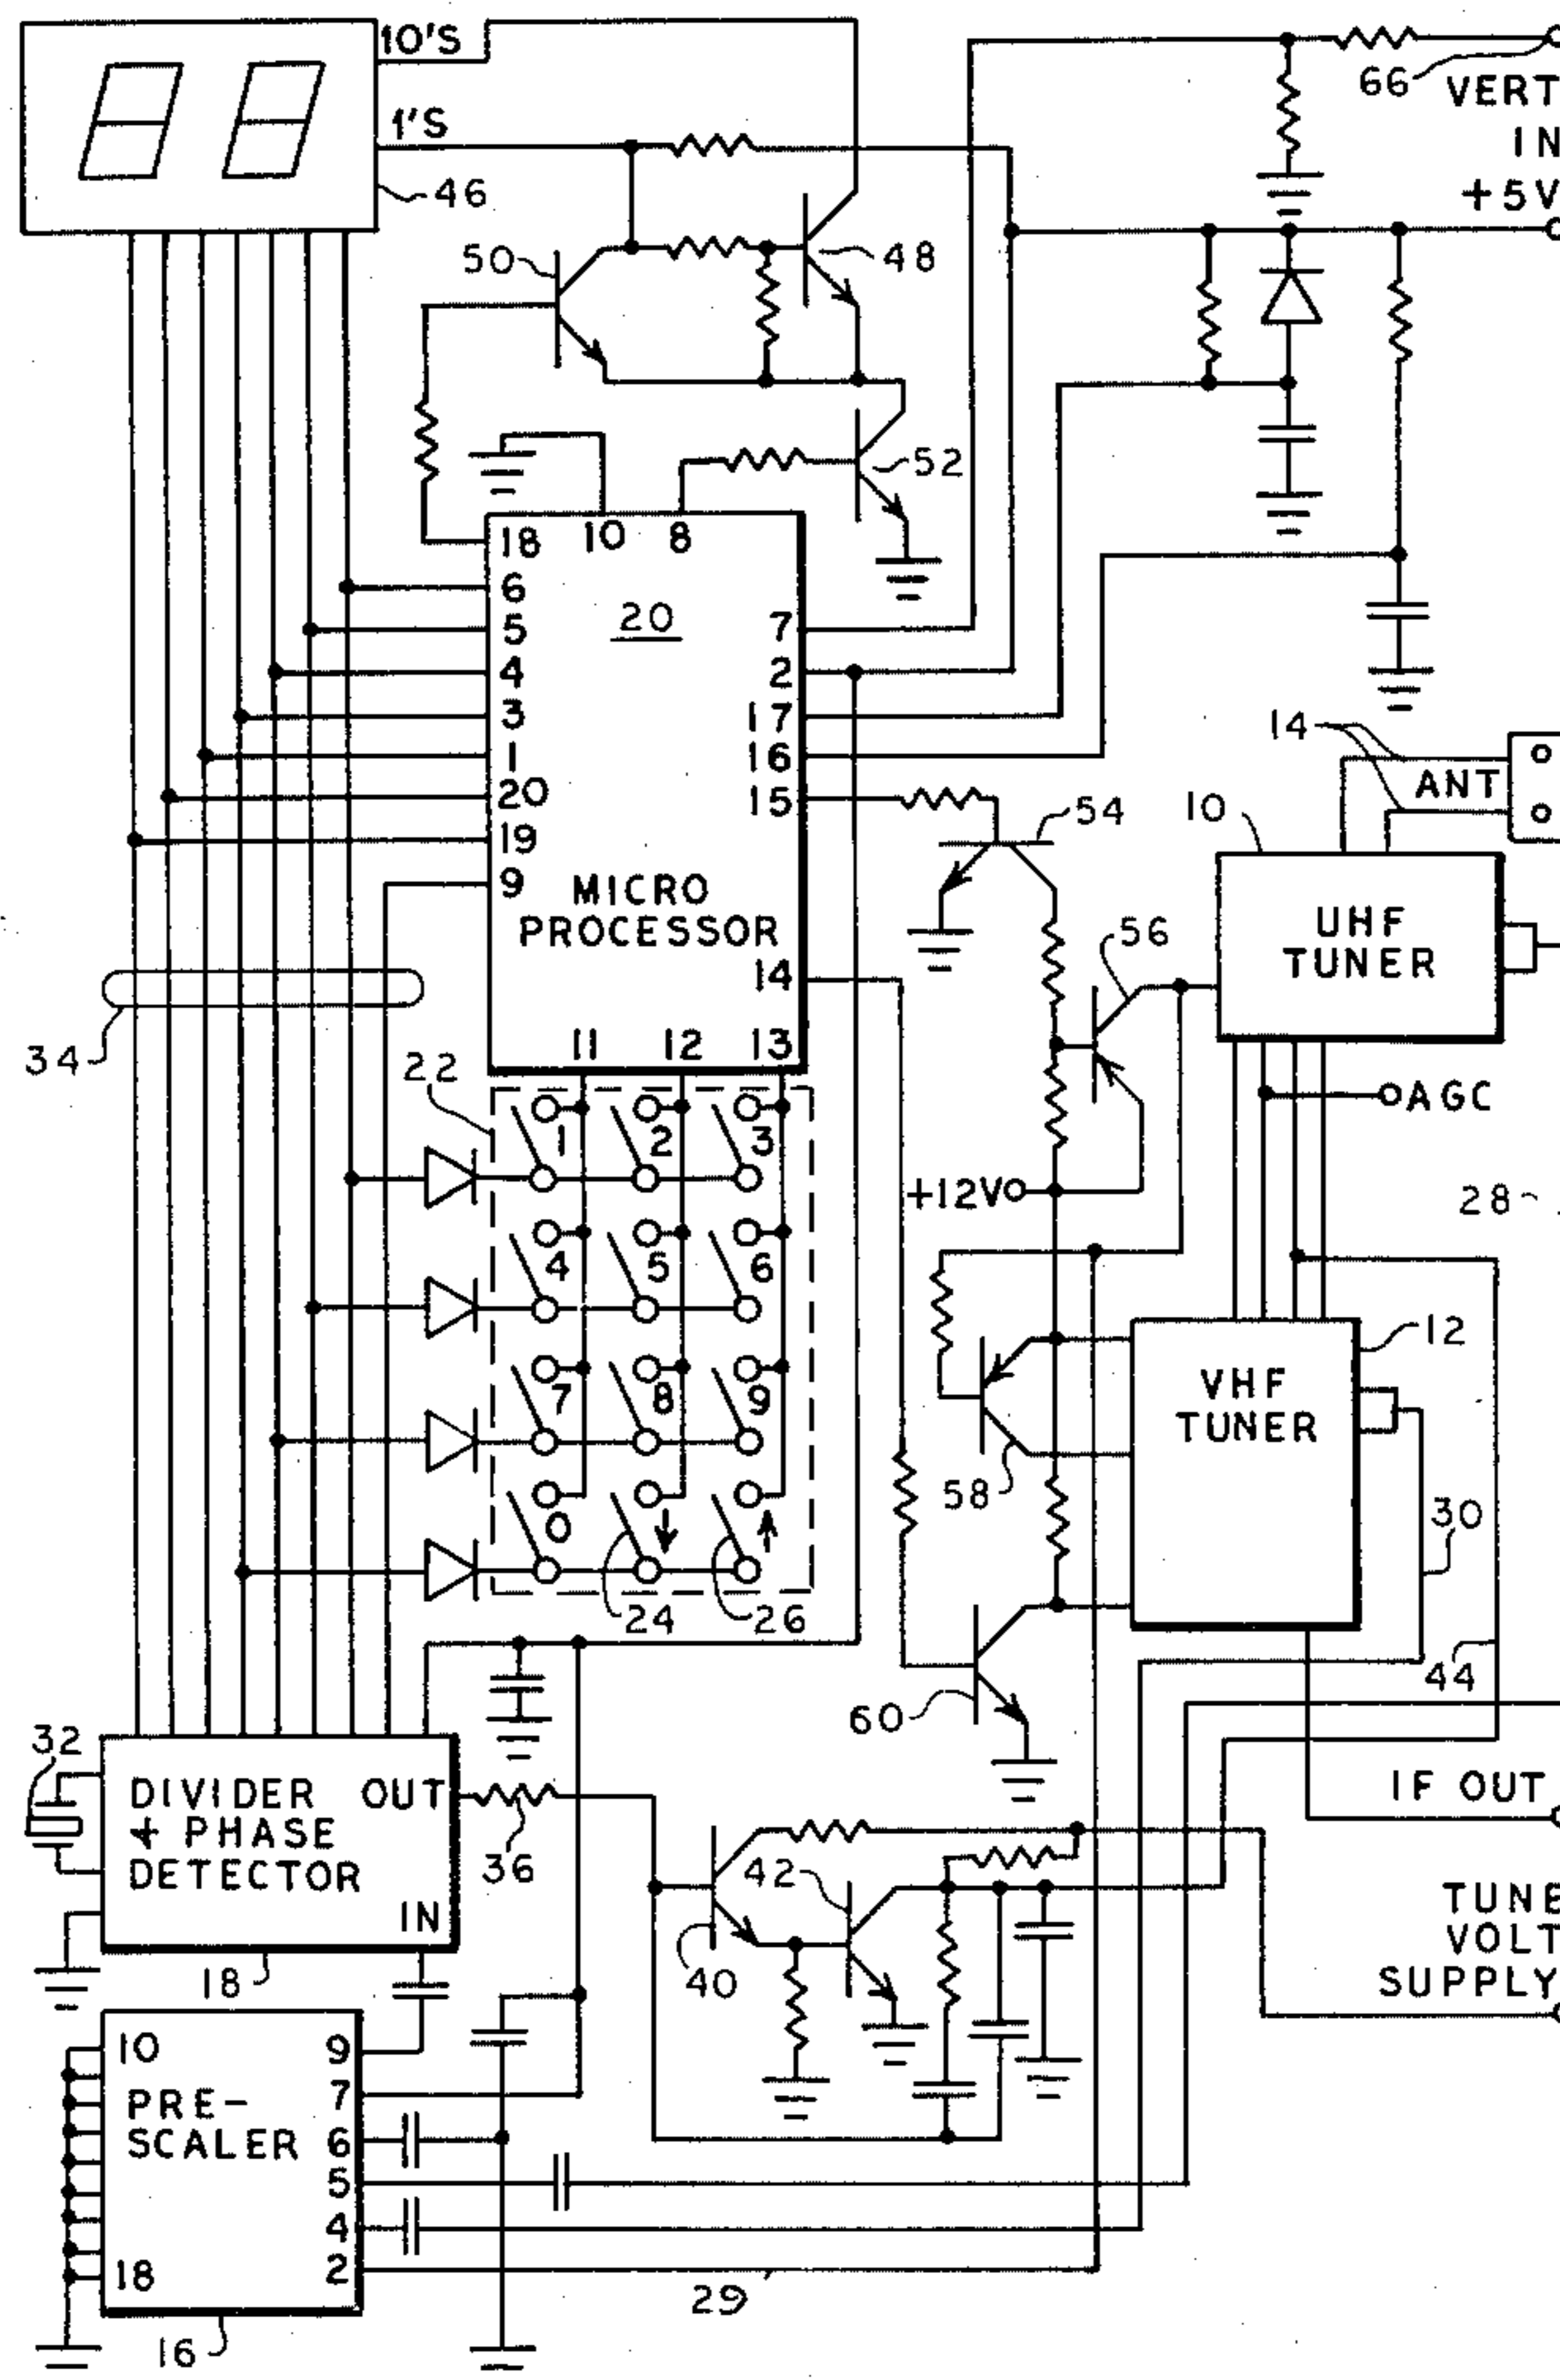 10'S
1'S
46
66
VERT
IN
+5V
50
48
52
18
10
8
6
5
4
3
1
20
19
9
20
7
2
17
16
15
14
MICRO
PROCESSOR
11
12
13
34
22
54
56
14
ANT
10
UHF
TUNER
AGC
28
+12V
1
2
3
4
5
6
7
8
9
0
24
26
12
VHF
TUNER
58
30
44
60
32
DIVIDER
+ PHASE
DETECTOR
OUT
IN
18
36
40
42
IF OUT
TUNE
VOLT
SUPPLY
10
PRE-
SCALER
18
9
7
6
5
4
2
16
29